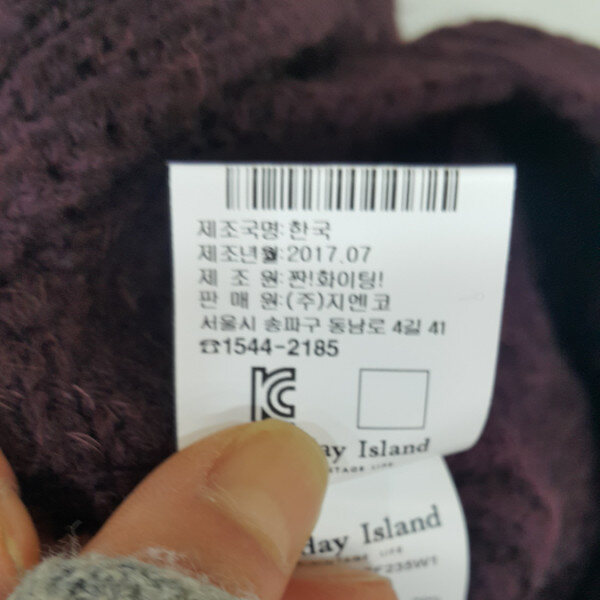 제조국명:한국
제조년월:2017.07
제 조 원:짠!화이팅!
판 매 원:(주)지엔코
서울시 송파구 동남로 4길 41
☎1544-2185
Island
Island